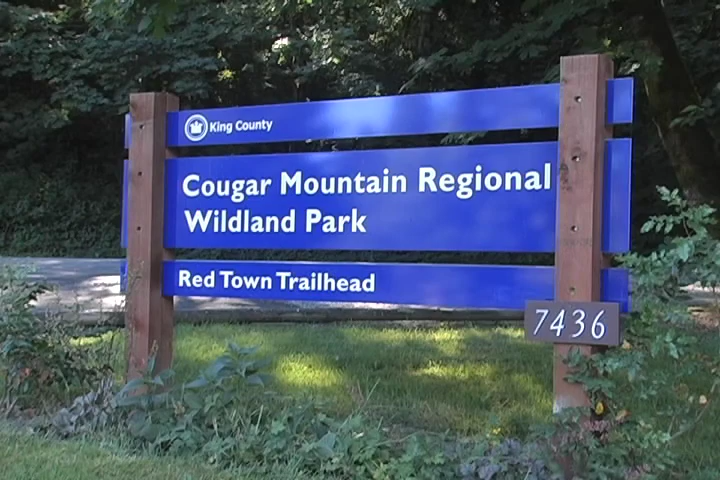 King County
Cougar Mountain Regional
Wildland Park
Red Town Trailhead
7436